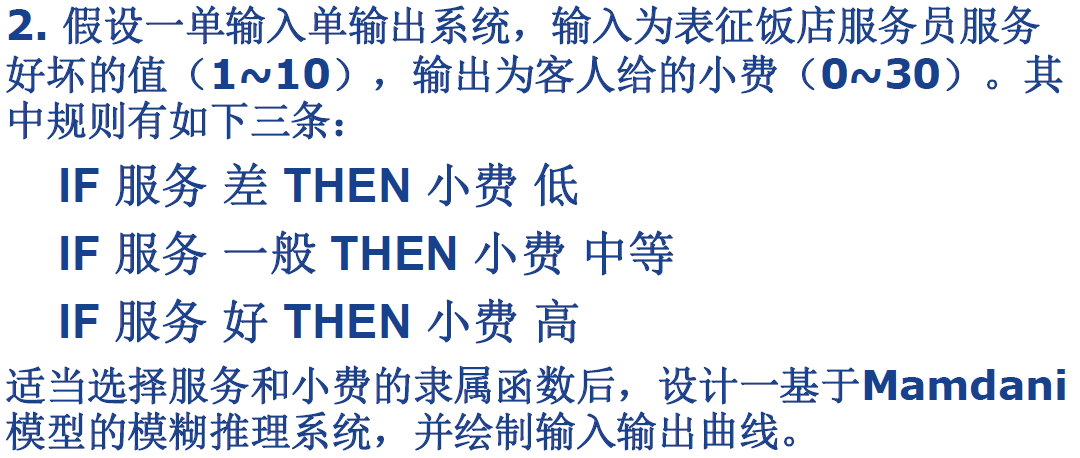 2. 假设一单输入单输出系统，输入为表征饭店服务员服务
好坏的值（1~10），输出为客人给的小费（0~30）。其
中规则有如下三条：
IF 服务 差 THEN 小费 低
IF 服务 一般 THEN 小费 中等
IF 服务 好 THEN 小费 高
适当选择服务和小费的隶属函数后，设计一基于Mamdani
模型的模糊推理系统，并绘制输入输出曲线。